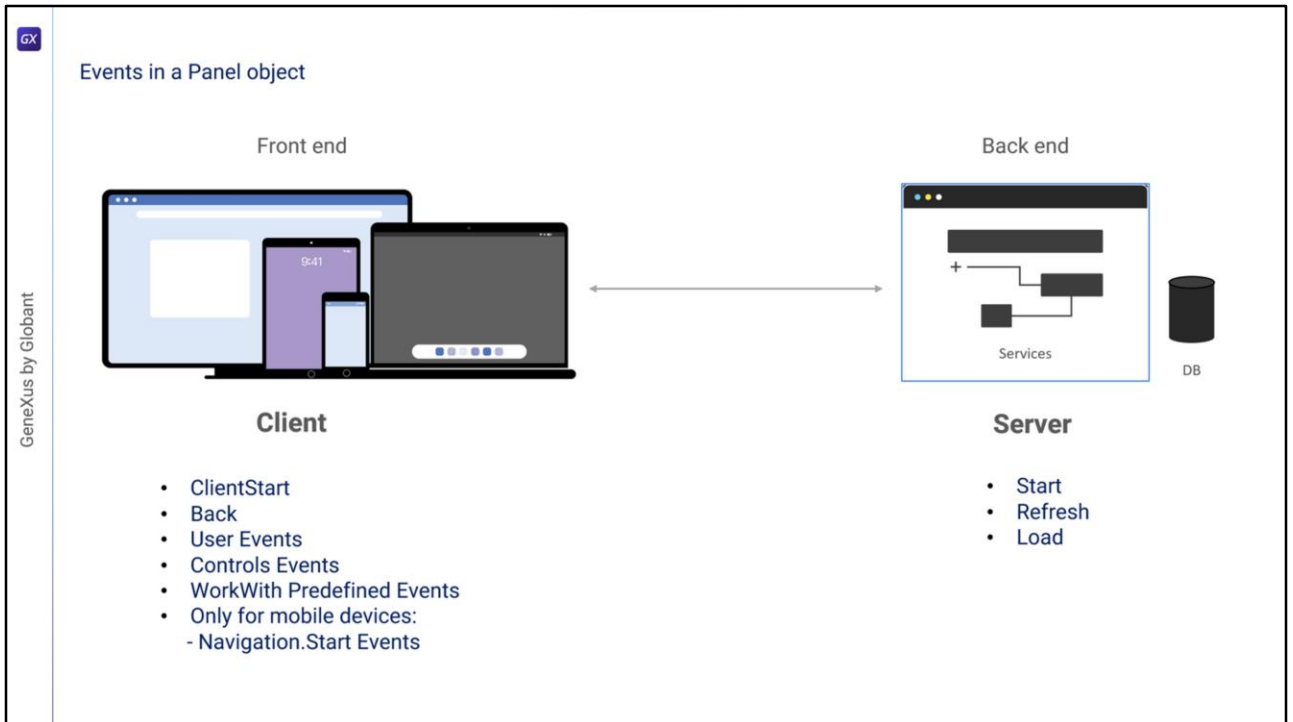 GX
Events in a Panel object
Front end
Back end
9:41
Services
DB
Client
Server
• ClientStart
• Back
• User Events
• Controls Events
• WorkWith Predefined Events
• Only for mobile devices:
- Navigation.Start Events
• Start
• Refresh
• Load
GeneXus by Globant